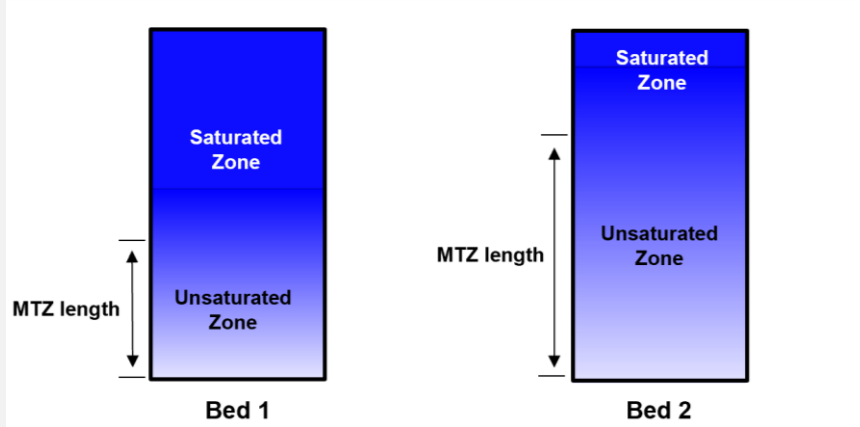 Saturated
Zone
MTZ length
Unsaturated
Zone
Bed 1
Saturated
Zone
MTZ length
Unsaturated
Zone
Bed 2